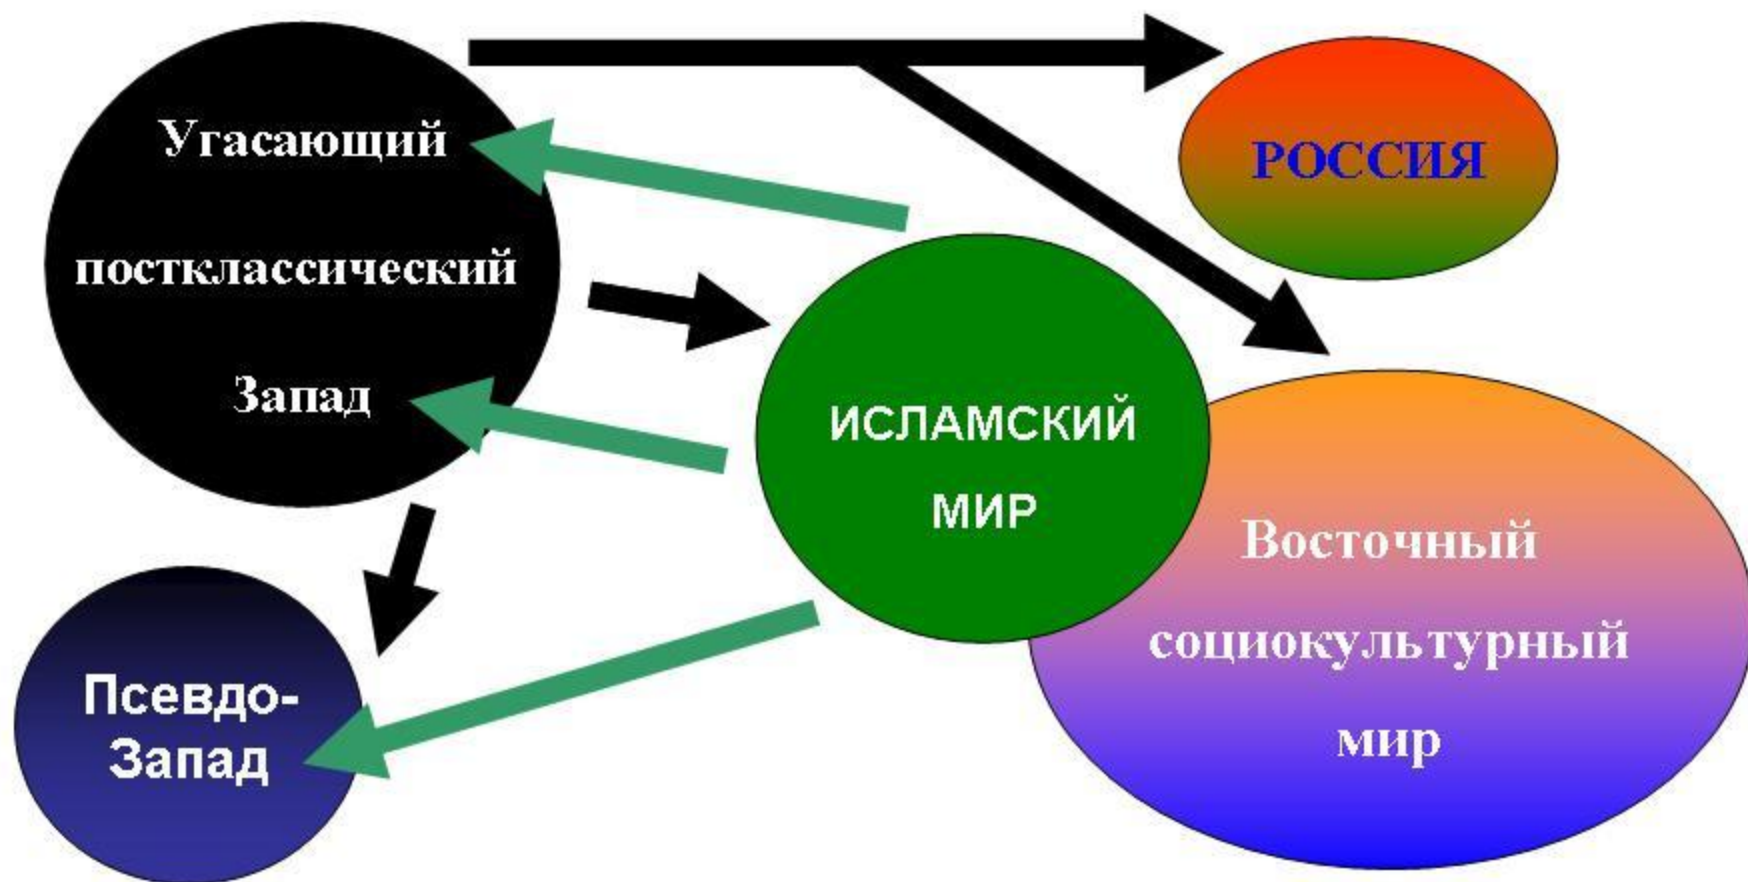 Угасающий
постклассический
Запад
РОССИЯ
ИСЛАМСКИЙ
МИР
Восточный
социокультурный
мир
Псевдо-
Запад